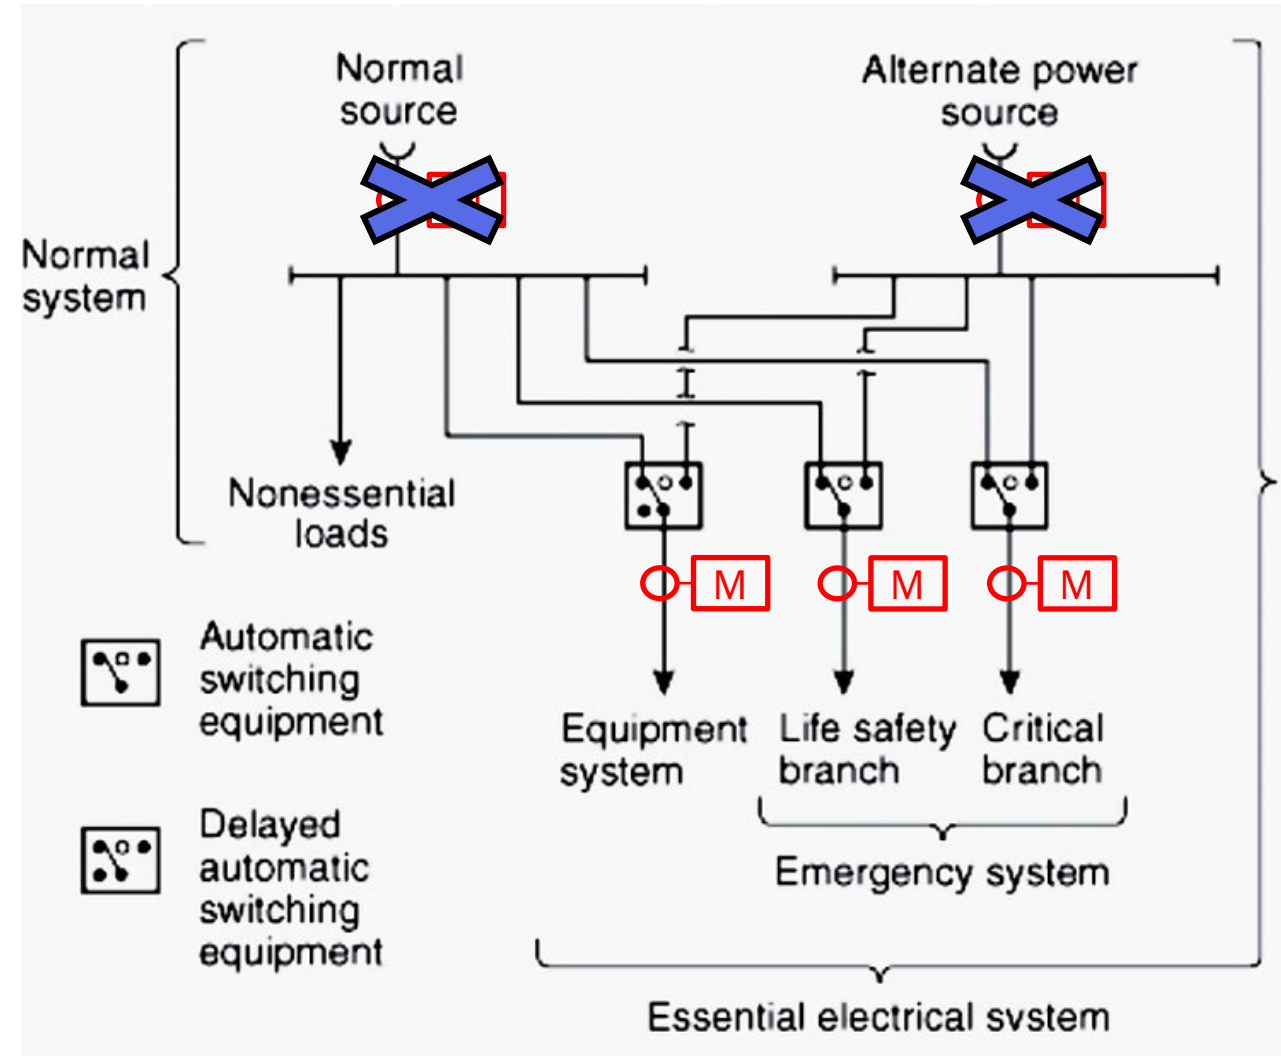 Normal
source
Alternate power
source
Normal
system
Nonessential
loads
M
M
M
Automatic
switching
equipment
Equipment
system
Life safety
branch
Critical
branch
Delayed
automatic
switching
equipment
Emergency system
Essential electrical system